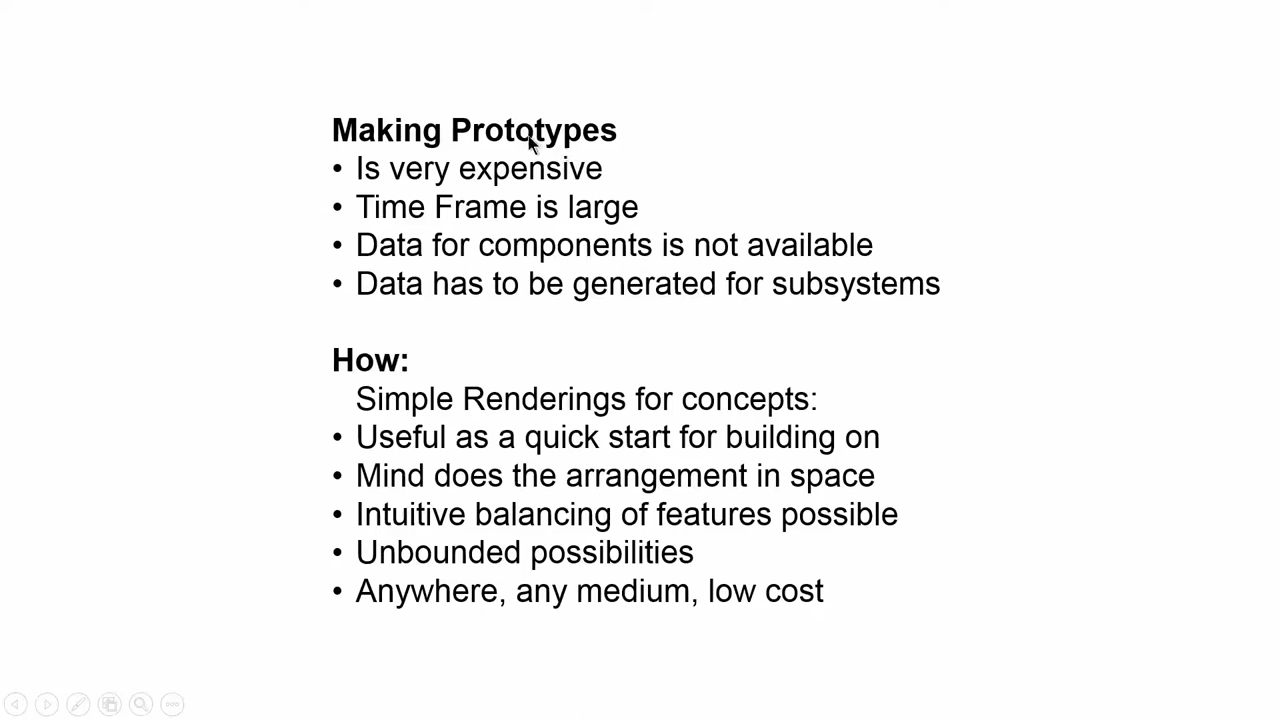 Making Prototypes
• Is very expensive
• Time Frame is large
• Data for components is not available
• Data has to be generated for subsystems
How:
Simple Renderings for concepts:
• Useful as a quick start for building on
• Mind does the arrangement in space
• Intuitive balancing of features possible
• Unbounded possibilities
• Anywhere, any medium, low cost